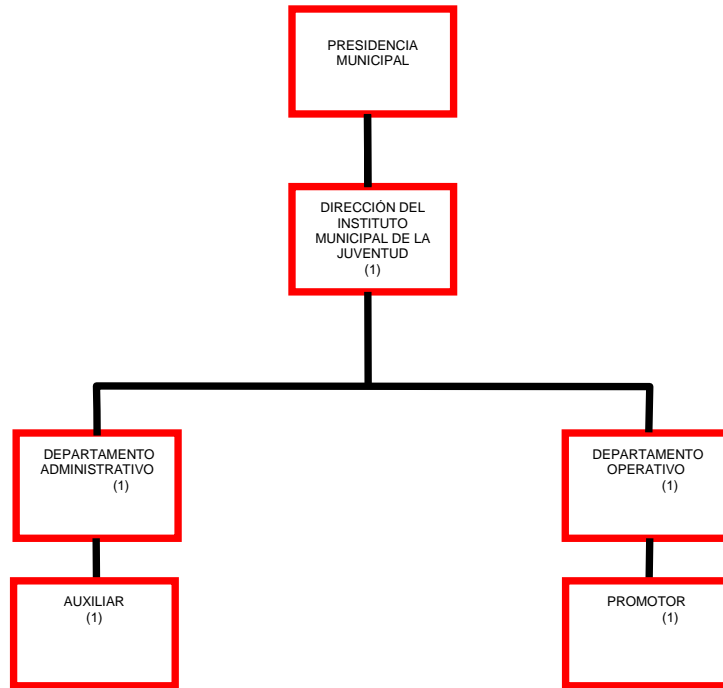 PRESIDENCIA
MUNICIPAL
DIRECCIÓN DEL
INSTITUTO
MUNICIPAL DE LA
JUVENTUD
(1)
DEPARTAMENTO
ADMINISTRATIVO
(1)
DEPARTAMENTO
OPERATIVO
(1)
AUXILIAR
(1)
PROMOTOR
(1)